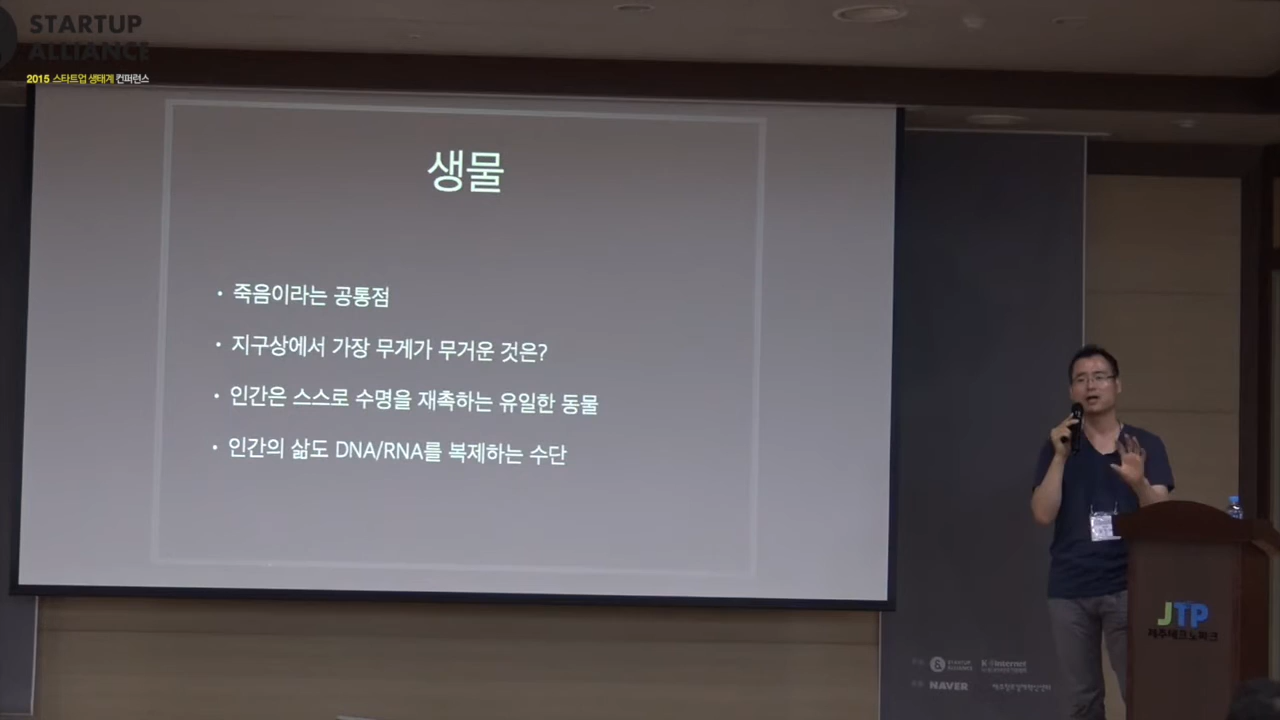 STARTUP
ALLIANCE
2015 스타트업 생태계 컨퍼런스
생물
• 죽음이라는 공통점
• 지구상에서 가장 무게가 무거운 것은?
• 인간은 스스로 수명을 재촉하는 유일한 동물
• 인간의 삶도 DNA/RNA를 복제하는 수단
JTP
제주테크노파크
STARTUP
ALLIANCE
NAVER